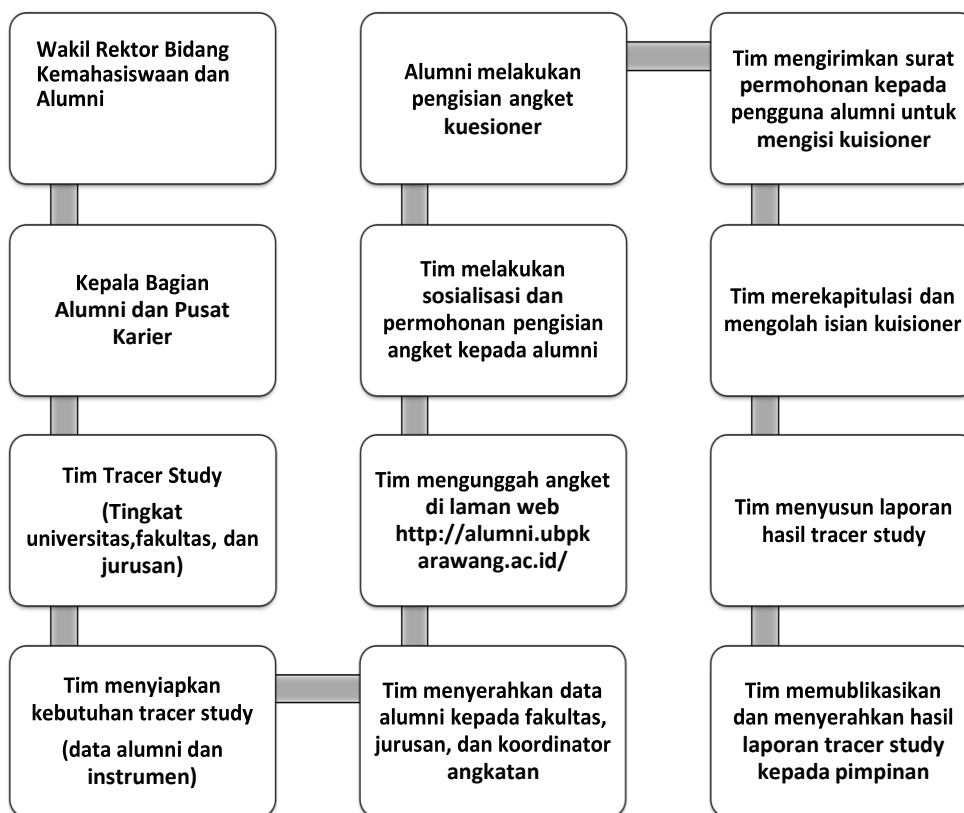 Wakil Rektor Bidang
Kemahasiswaan dan
Alumni
Kepala Bagian
Alumni dan Pusat
Karier
Tim Tracer Study
(Tingkat
universitas,fakultas, dan
jurusan)
Tim menyiapkan
kebutuhan tracer study
(data alumni dan
instrumen)
Tim menyerahkan data
alumni kepada fakultas,
jurusan, dan koordinator
angkatan
Tim mengunggah angket
di laman web
http://alumni.ubpk
arawang.ac.id/
Tim melakukan
sosialisasi dan
permohonan pengisian
angket kepada alumni
Alumni melakukan
pengisian angket
kuesioner
Tim mengirimkan surat
permohonan kepada
pengguna alumni untuk
mengisi kuisioner
Tim merekapitulasi dan
mengolah isian kuisioner
Tim menyusun laporan
hasil tracer study
Tim memublikasikan
dan menyerahkan hasil
laporan tracer study
kepada pimpinan